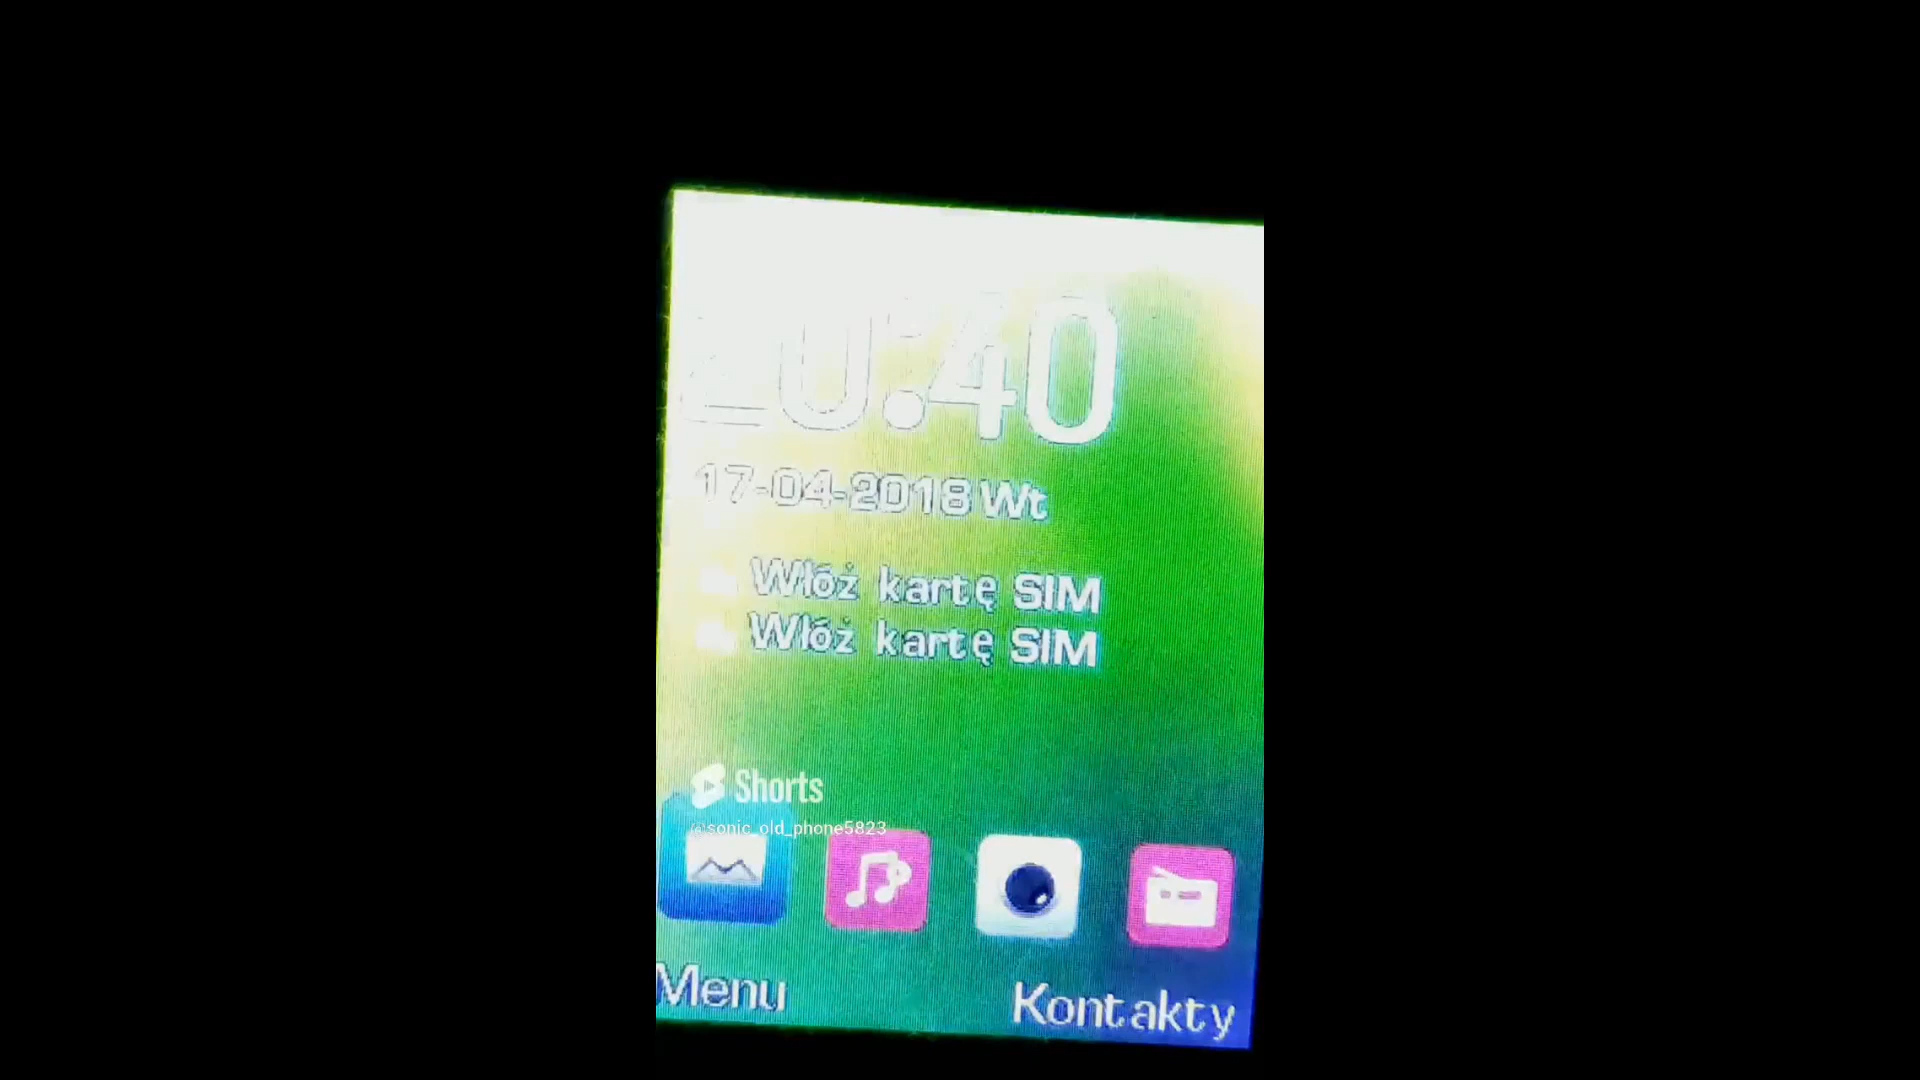 20:40
17-04-2018 Wt
Włóż kartę SIM
Włóż kartę SIM
Shorts
@sonic_old_phone5823
Menu
Kontakty